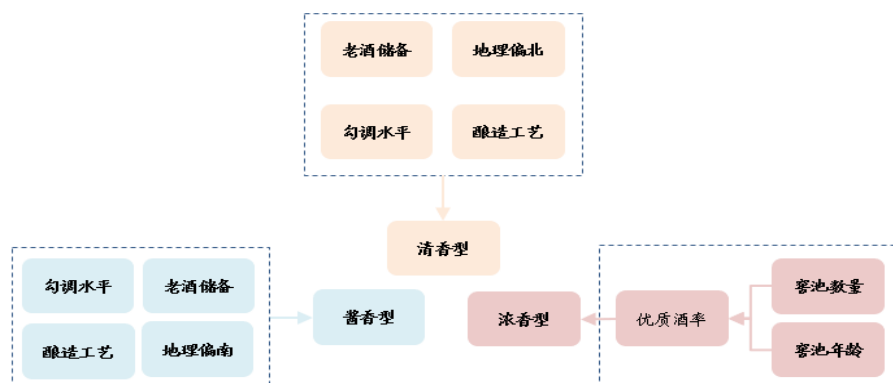 老酒储备
地理偏北
勾调水平
酿造工艺
清香型
勾调水平
老酒储备
酿造工艺
地理偏南
酱香型
浓香型
优质酒率
窖池数量
窖池年龄